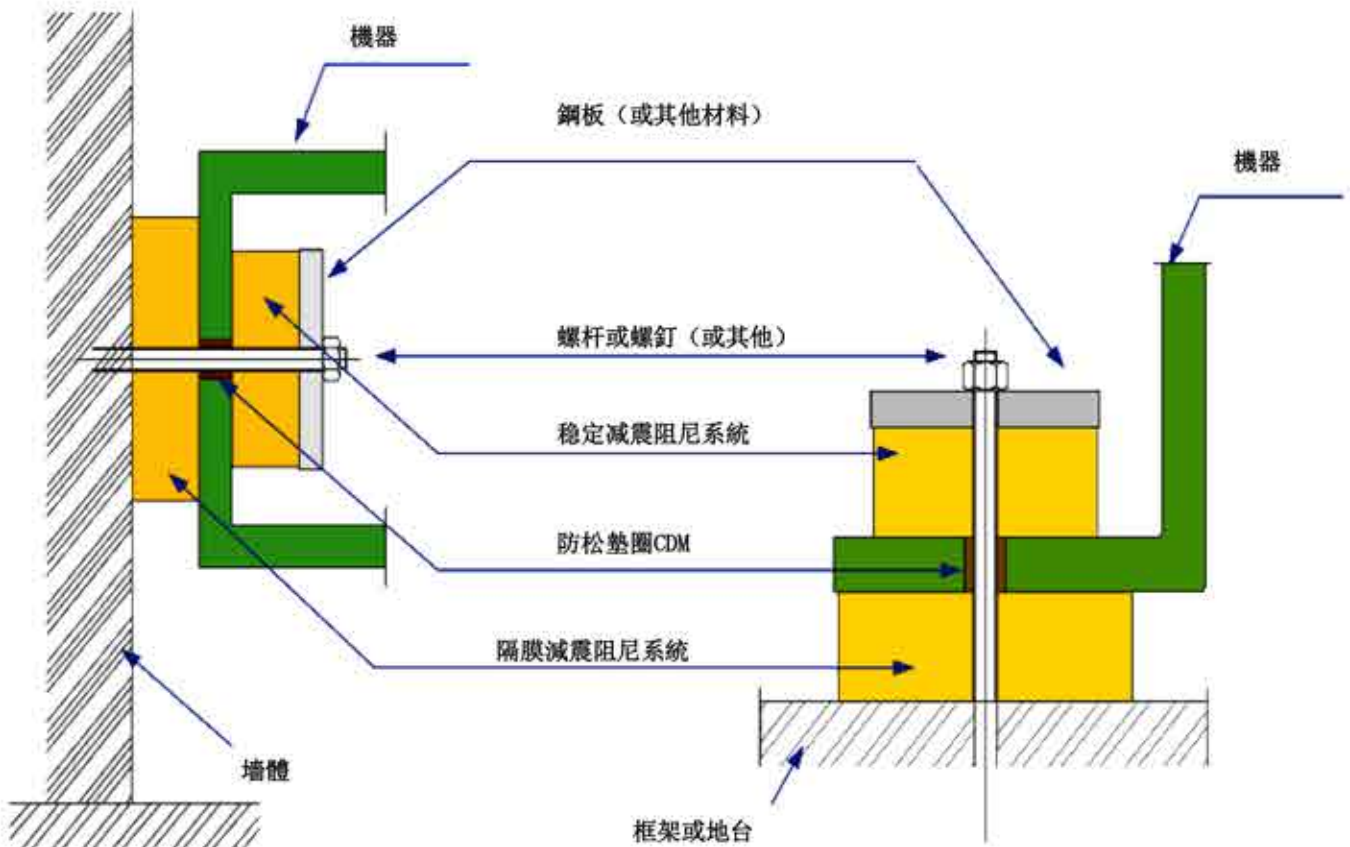 機器
鋼板（或其他材料）
機器
螺杆或螺釘（或其他）
稳定減震阻尼系統
防松墊圈CDM
隔膜減震阻尼系統
墻體
框架或地台